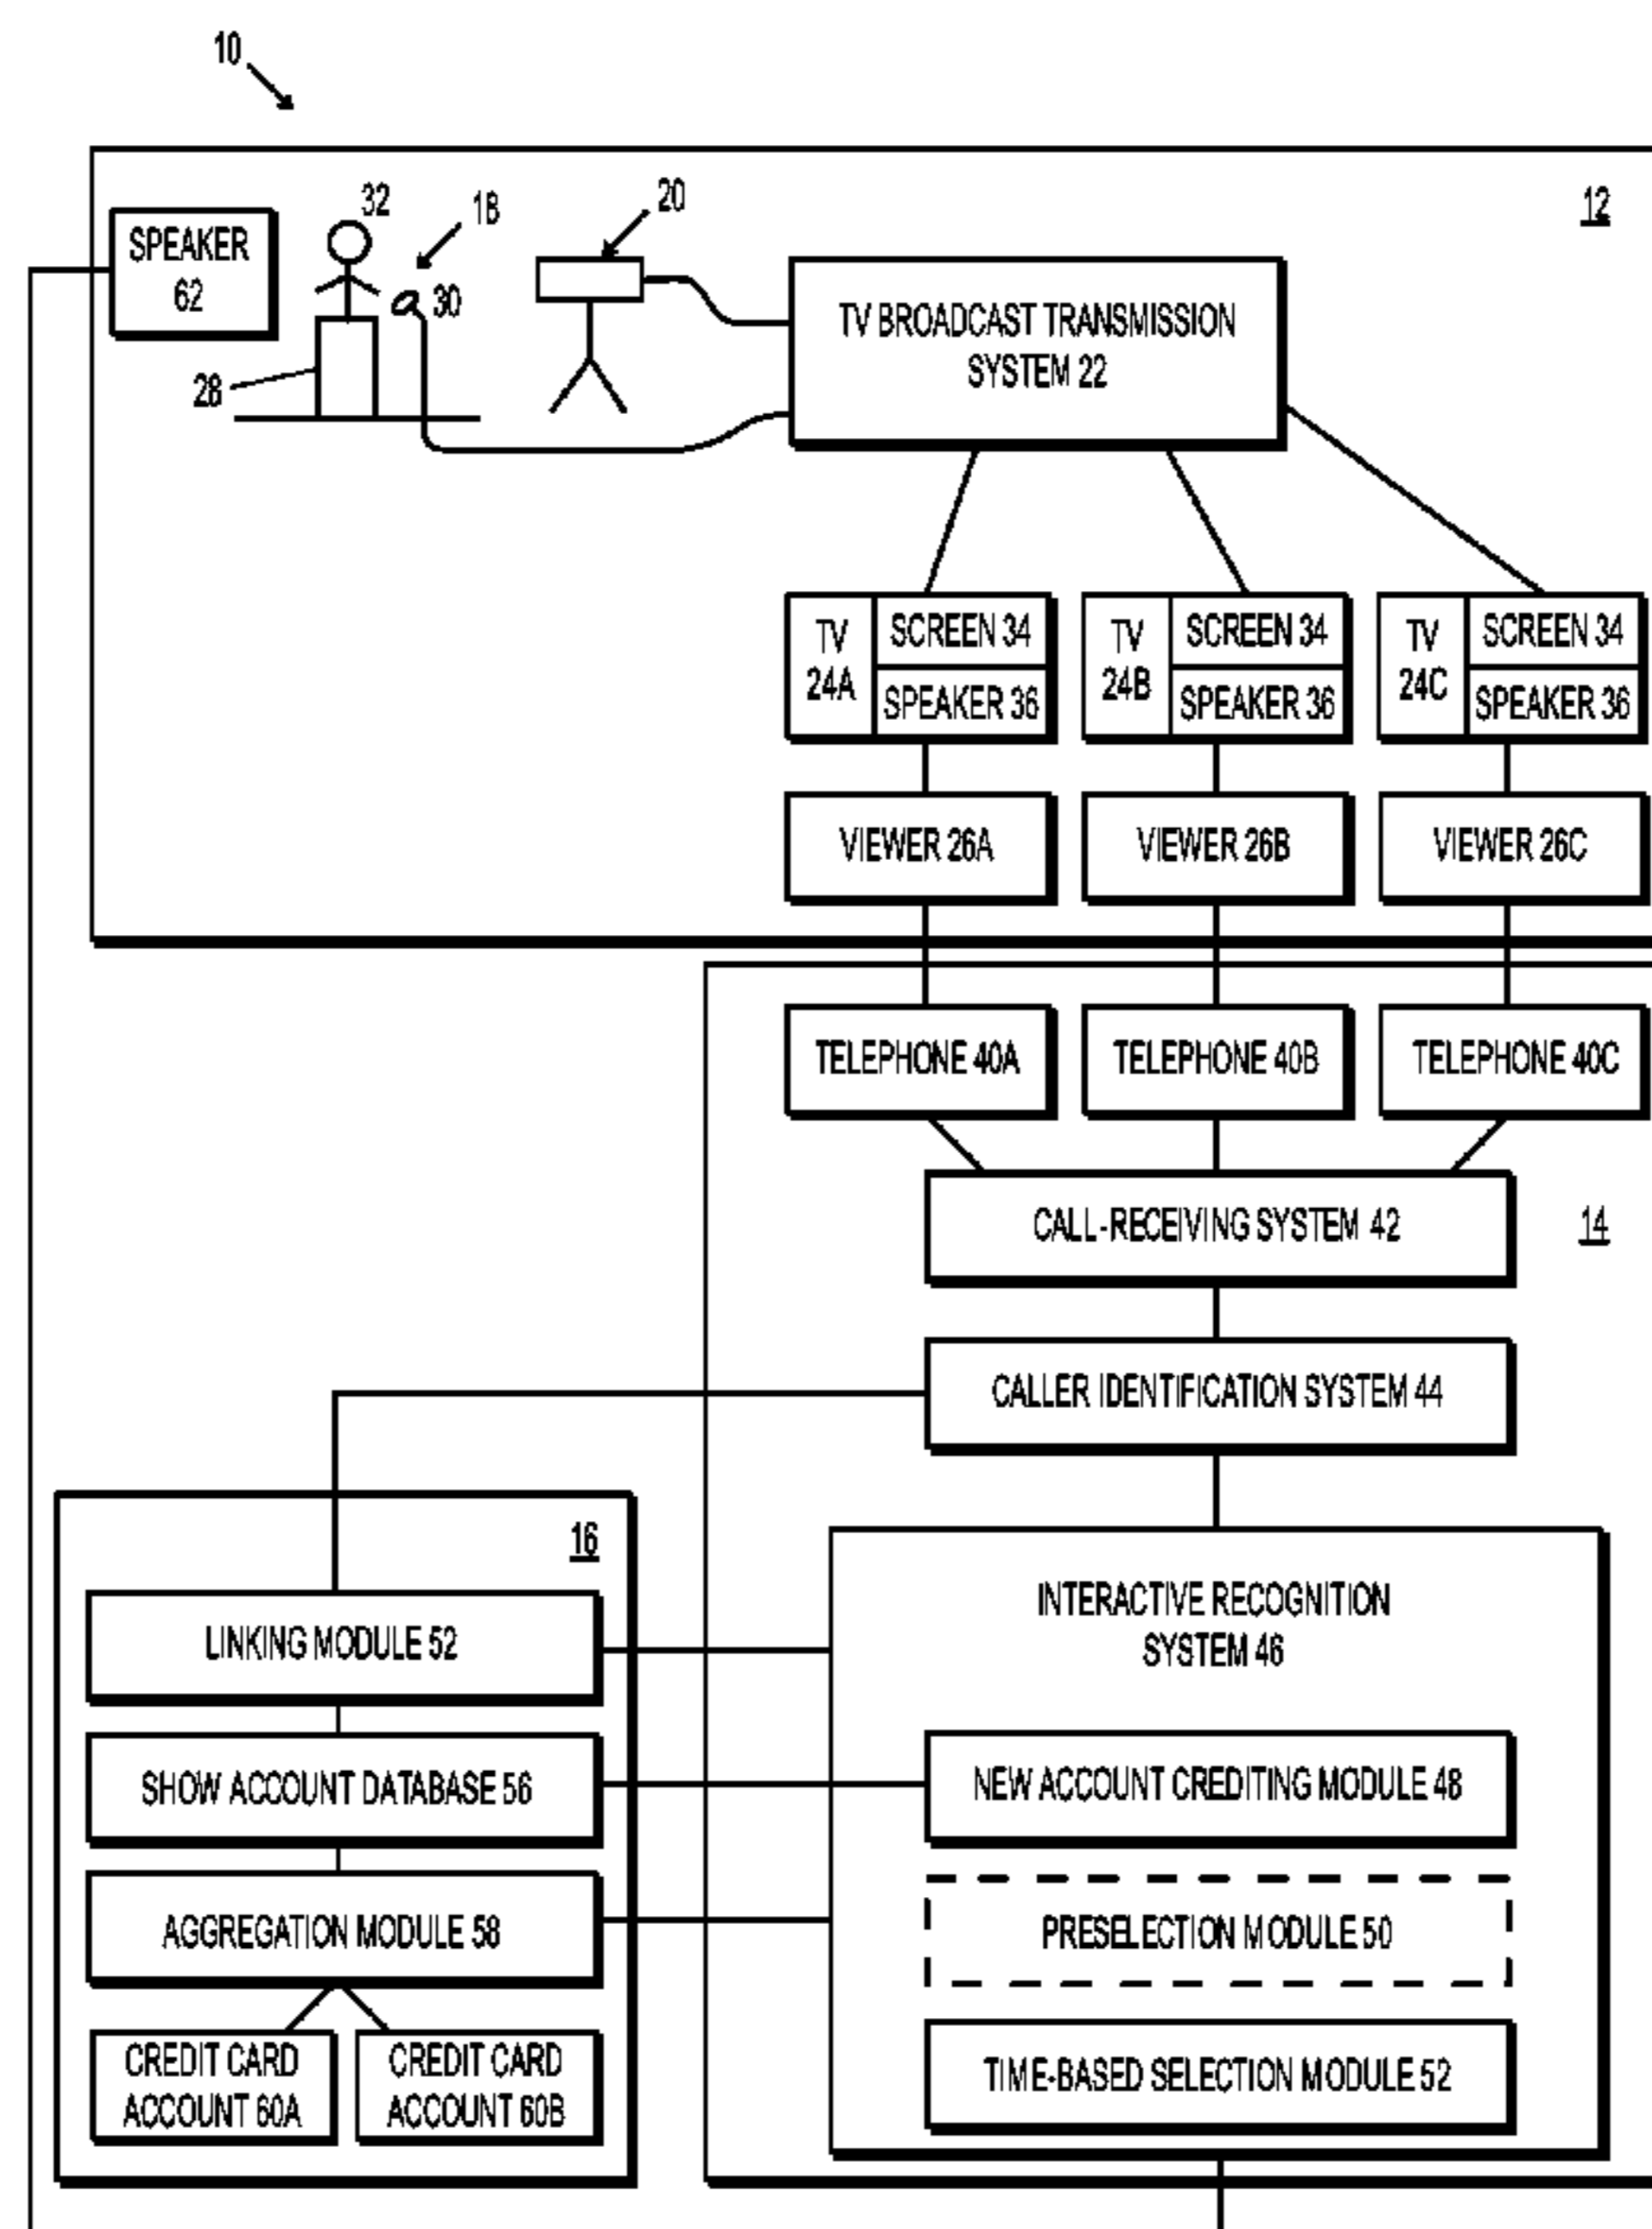 10
12
SPEAKER
62
32
18
30
28
20
TV BROADCAST TRANSMISSION
SYSTEM 22
TV
24A
SCREEN 34
SPEAKER 36
TV
24B
SCREEN 34
SPEAKER 36
TV
24C
SCREEN 34
SPEAKER 36
VIEWER 26A
VIEWER 26B
VIEWER 26C
TELEPHONE 40A
TELEPHONE 40B
TELEPHONE 40C
CALL-RECEIVING SYSTEM 42
14
CALLER IDENTIFICATION SYSTEM 44
16
LINKING MODULE 52
SHOW ACCOUNT DATABASE 56
AGGREGATION MODULE 58
CREDIT CARD
ACCOUNT 60A
CREDIT CARD
ACCOUNT 60B
INTERACTIVE RECOGNITION
SYSTEM 46
NEW ACCOUNT CREDITING MODULE 48
PRESELECTION MODULE 50
TIME-BASED SELECTION MODULE 52